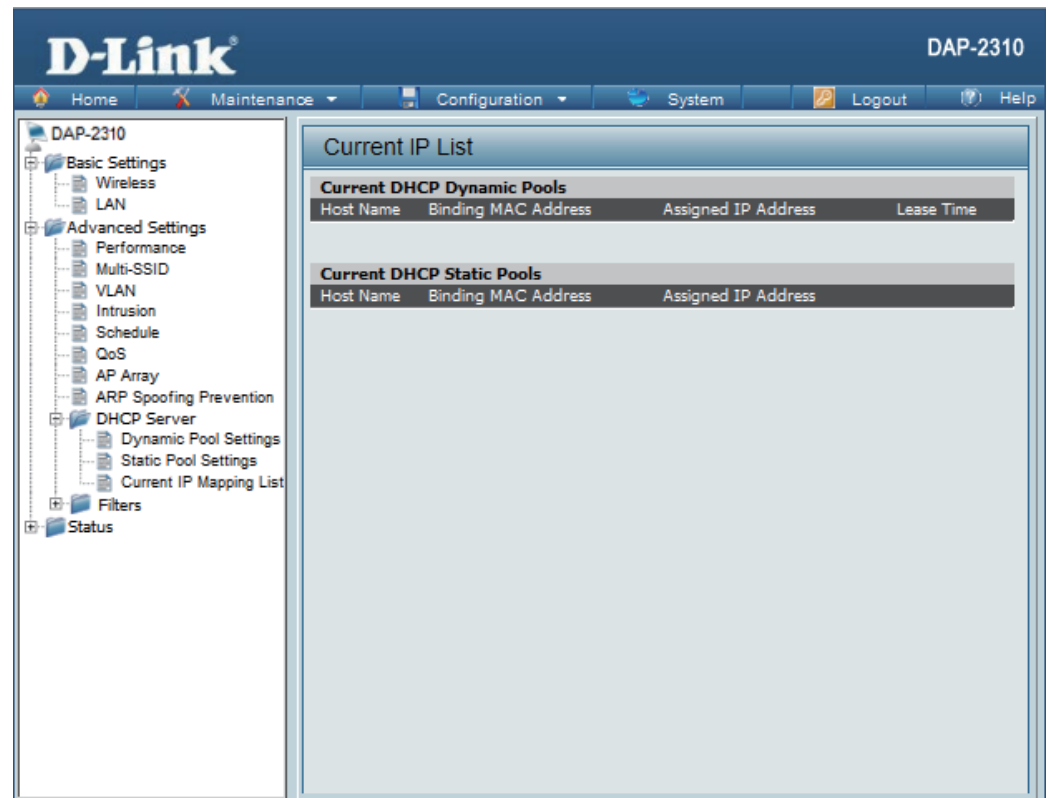 D-Link®
DAP-2310
Home Maintenance Configuration System Logout Help
DAP-2310
Basic Settings
Wireless
LAN
Advanced Settings
Performance
Multi-SSID
VLAN
Intrusion
Schedule
QoS
AP Array
ARP Spoofing Prevention
DHCP Server
Dynamic Pool Settings
Static Pool Settings
Current IP Mapping List
Filters
Status
Current IP List
Current DHCP Dynamic Pools
Host Name Binding MAC Address Assigned IP Address Lease Time
Current DHCP Static Pools
Host Name Binding MAC Address Assigned IP Address